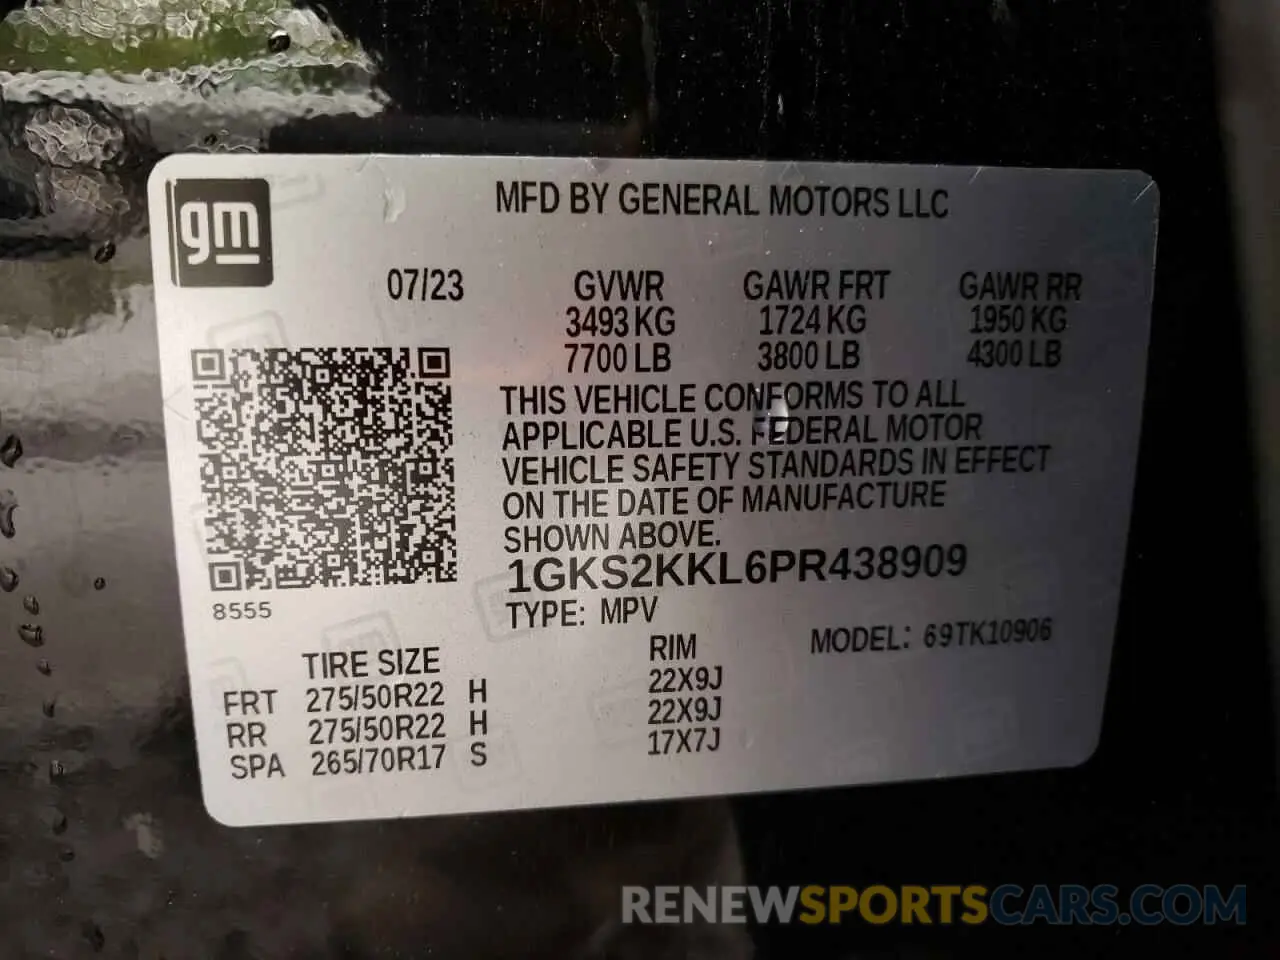 gm
MFD BY GENERAL MOTORS LLC
07/23 GVWR GAWR FRT GAWR RR
3493 KG 1724 KG 1950 KG
7700 LB 3800 LB 4300 LB
THIS VEHICLE CONFORMS TO ALL
APPLICABLE U.S. FEDERAL MOTOR
VEHICLE SAFETY STANDARDS IN EFFECT
ON THE DATE OF MANUFACTURE
SHOWN ABOVE.
1GKS2KKL6PR438909
8555
TYPE: MPV
MODEL: 69TK10906
TIRE SIZE RIM
FRT 275/50R22 H 22X9J
RR 275/50R22 H 22X9J
SPA 265/70R17 S 17X7J
RENEWSPORTSCARS.COM